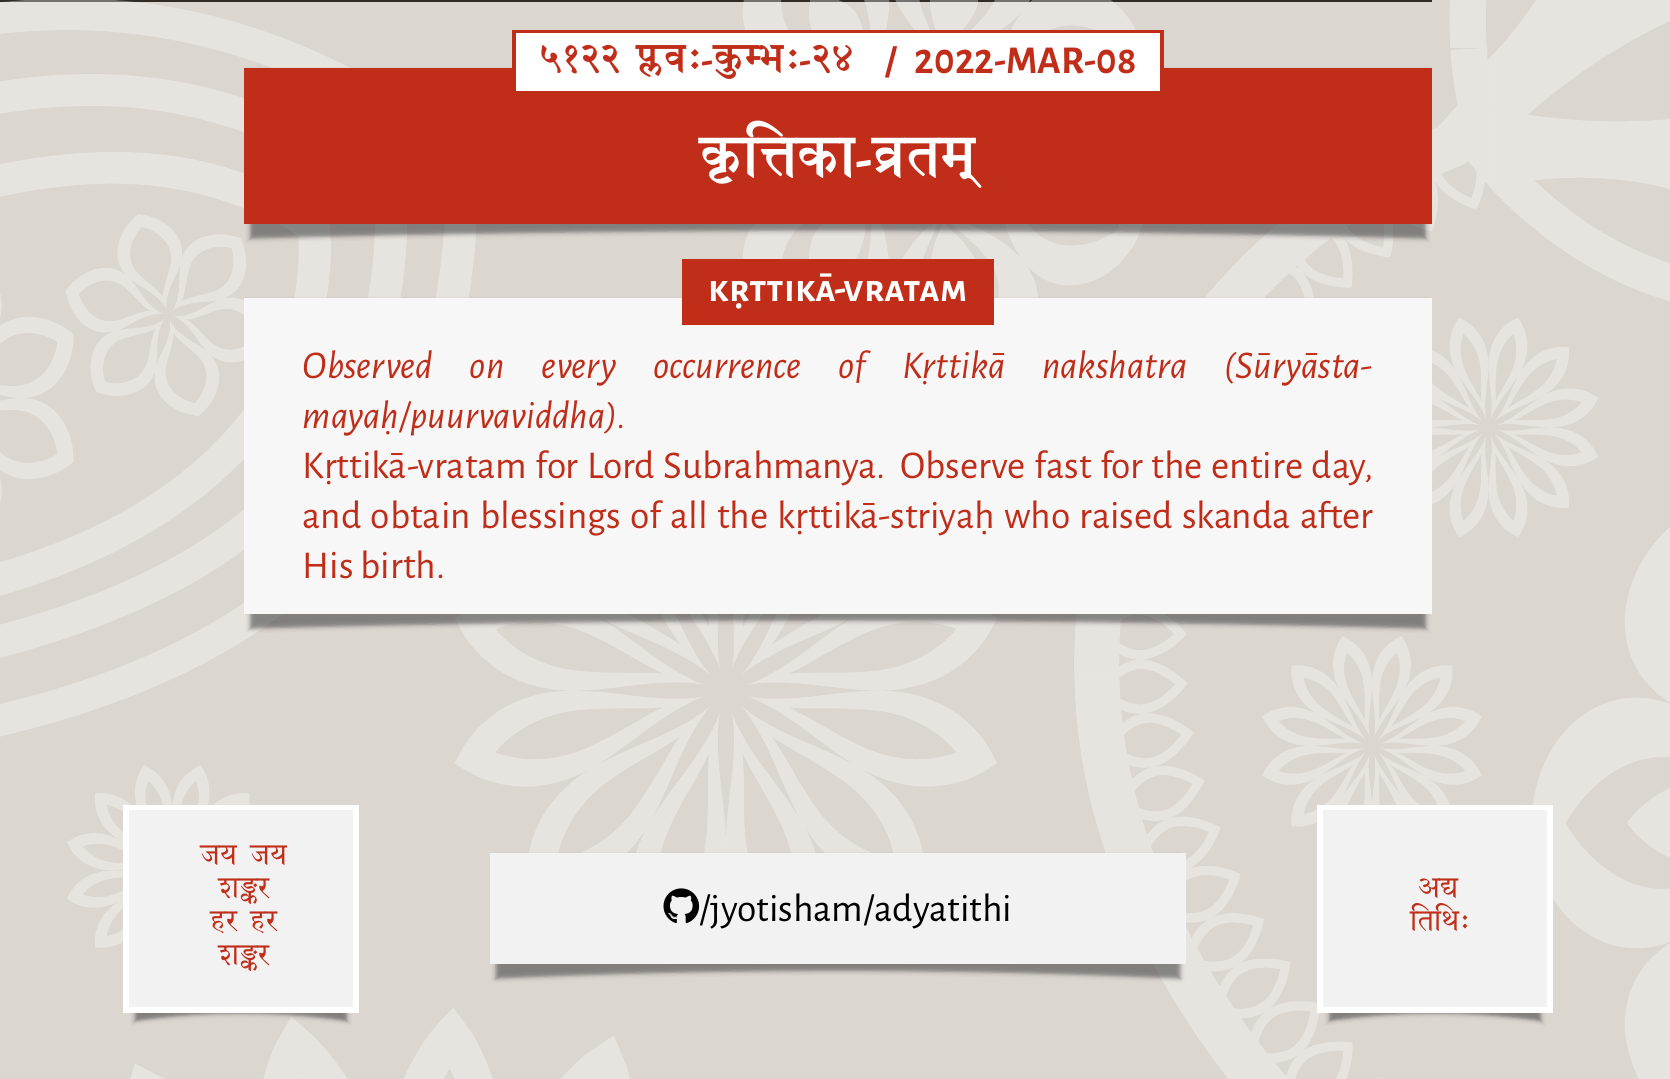 ५१२२ प्लवः-कुम्भः-२४ / 2022-MAR-08
कृत्तिका-व्रतम्
KṚTTIKĀ-VRATAM
Observed on every occurrence of Kṛttikā nakshatra (Sūryāsta-
mayaḥ/puurvaviddha).
Kṛttikā-vratam for Lord Subrahmanya. Observe fast for the entire day,
and obtain blessings of all the kṛttikā-striyaḥ who raised skanda after
His birth.
जय जय
शङ्कर
हर हर
शङ्कर
/jyotisham/adyatithi
अद्य
तिथिः